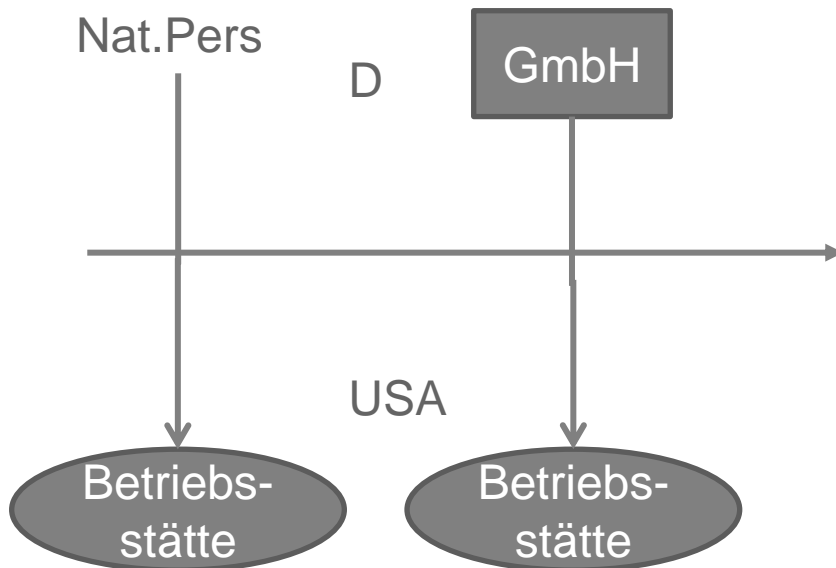 Nat.Pers
D
GmbH
USA
Betriebs-
stätte
Betriebs-
stätte